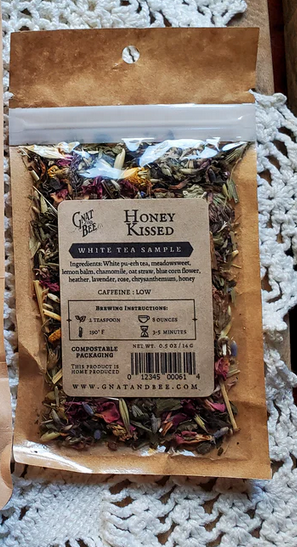 GNAT
AND
BEE
HONEY
KISSED
WHITE TEA SAMPLE
Ingredients: White pu-erh tea, meadowsweet,
lemon balm, chamomile, oat straw, blue corn flower,
heather, lavender, rose, chrysanthemum, honey
CAFFEINE : LOW
BREWING INSTRUCTIONS:
1 TEASPOON
6 OUNCES
190°F
3-5 MINUTES
COMPOSTABLE
PACKAGING
THIS PRODUCT IS
HOME PRODUCED
NET WT. 0.5 OZ / 14G
0 12345 00061 4
WWW.GNATANDBEE.COM